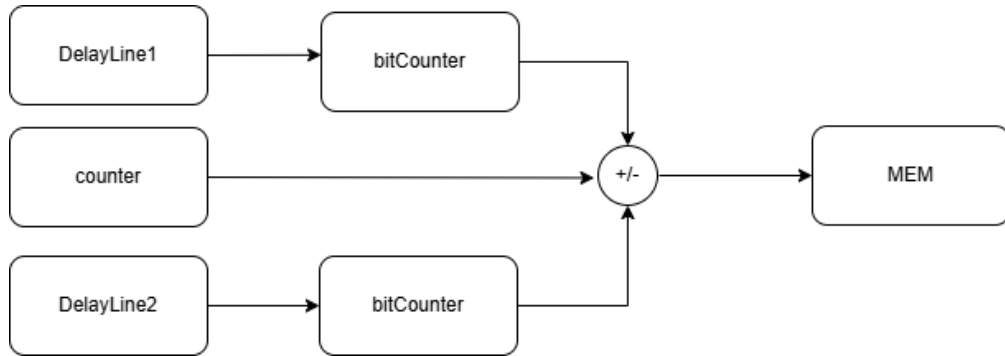 DelayLine1
bitCounter
counter
+/-
MEM
DelayLine2
bitCounter